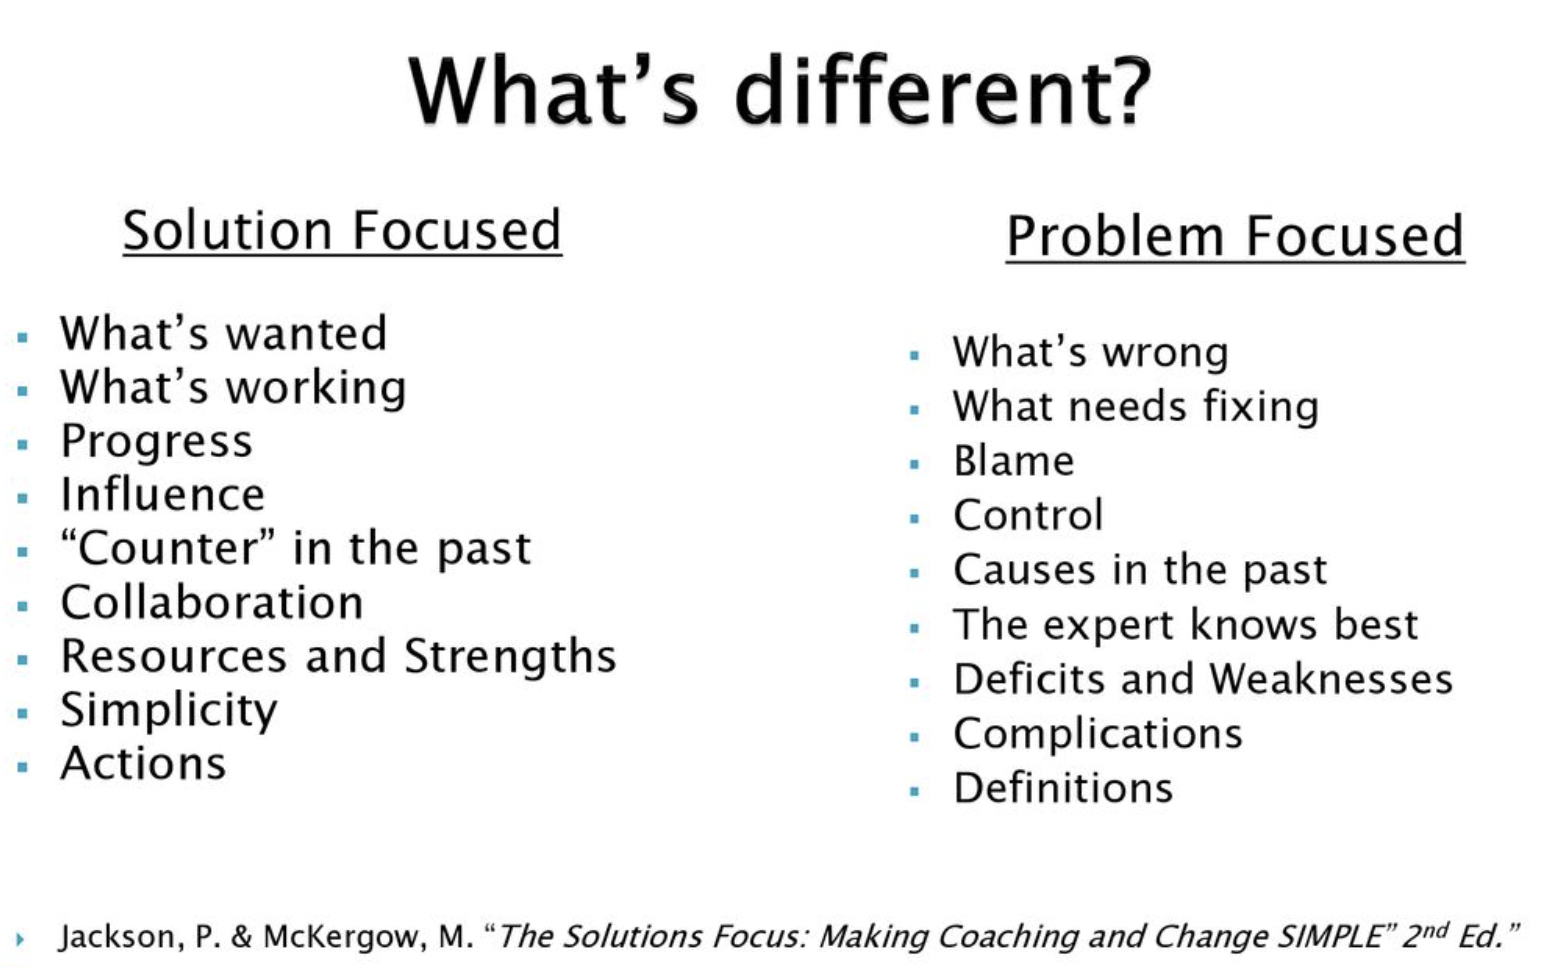 What’s different?
Solution Focused
What’s wanted
What’s working
Progress
Influence
“Counter” in the past
Collaboration
Resources and Strengths
Simplicity
Actions
Problem Focused
What’s wrong
What needs fixing
Blame
Control
Causes in the past
The expert knows best
Deficits and Weaknesses
Complications
Definitions
Jackson, P. & McKergow, M. “The Solutions Focus: Making Coaching and Change SIMPLE” 2nd Ed.”